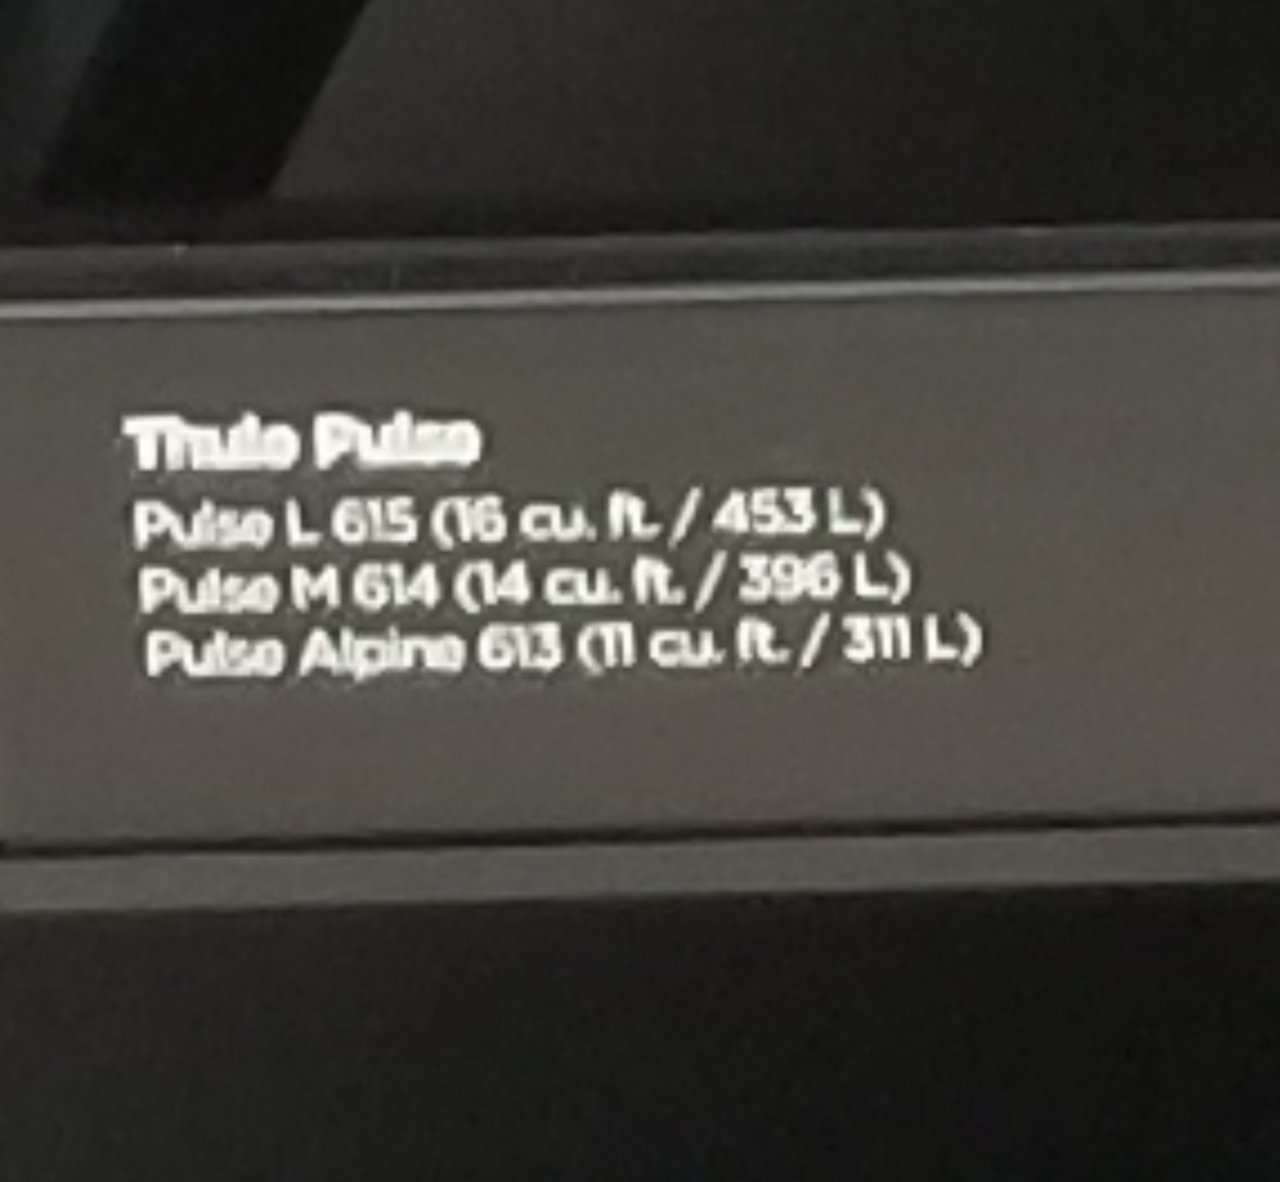 Thule Pulse
Pulse L 615 (16 cu. ft. / 453 L)
Pulse M 614 (14 cu. ft. / 396 L)
Pulse Alpine 613 (11 cu. ft. / 311 L)